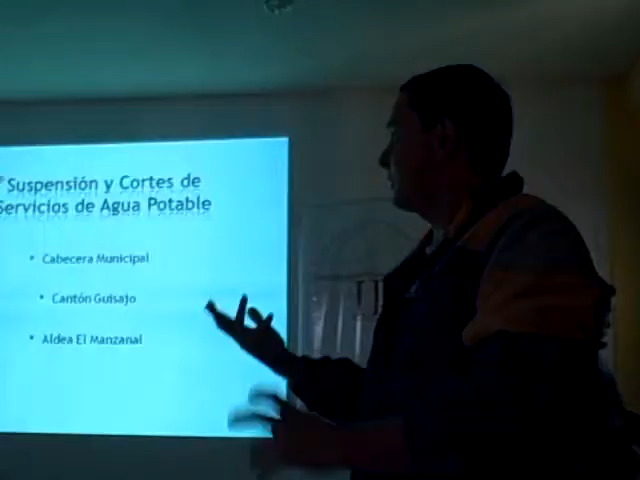 Suspensión y Cortes de
Servicios de Agua Potable
• Cabecera Municipal
• Cantón Guisajo
• Aldea El Manzanal